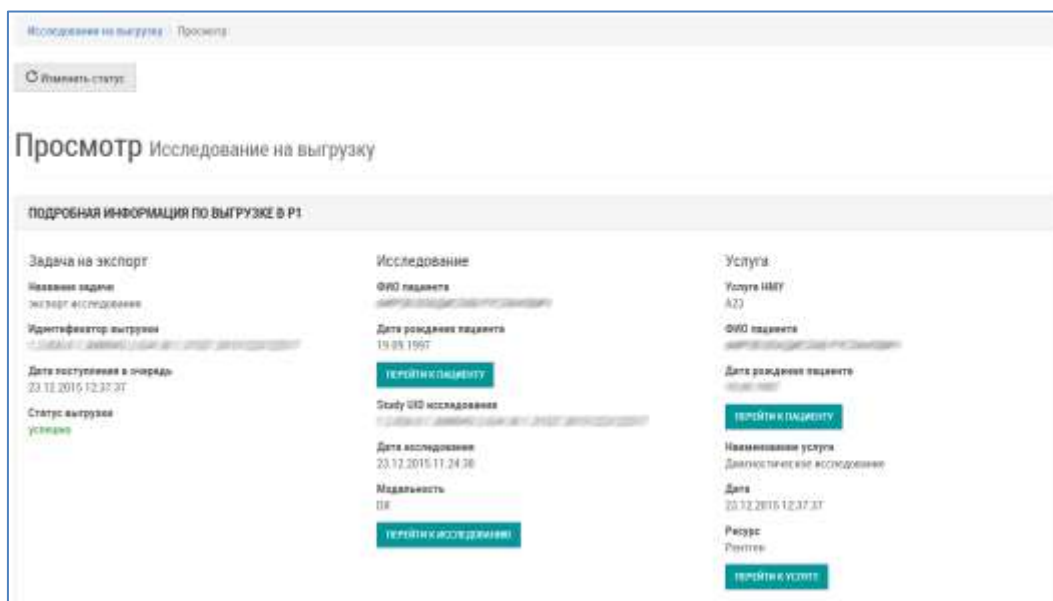 Исследование на выгрузку / Просмотр
Изменить статус
Просмотр Исследование на выгрузку
ПОДРОБНАЯ ИНФОРМАЦИЯ ПО ВЫГРУЗКЕ В Р1
Задача на экспорт
Название задачи
экспорт исследования
Идентификатор выгрузки
Дата поступления в очередь
23.12.2015 12:37:37
Статус выгрузки
успешно
Исследование
ФИО пациента
Дата рождения пациента
19.09.1997
ПЕРЕЙТИ К ПАЦИЕНТУ
Study UID исследования
Дата исследования
23.12.2015 11:24:38
Модальность
DX
ПЕРЕЙТИ К ИССЛЕДОВАНИЮ
Услуга
Услуга НМУ
A23
ФИО пациента
Дата рождения пациента
ПЕРЕЙТИ К ПАЦИЕНТУ
Наименование услуги
Диагностическое исследование
Дата
23.12.2015 12:37:37
Ресурс
Рентген
ПЕРЕЙТИ К УСЛУГЕ